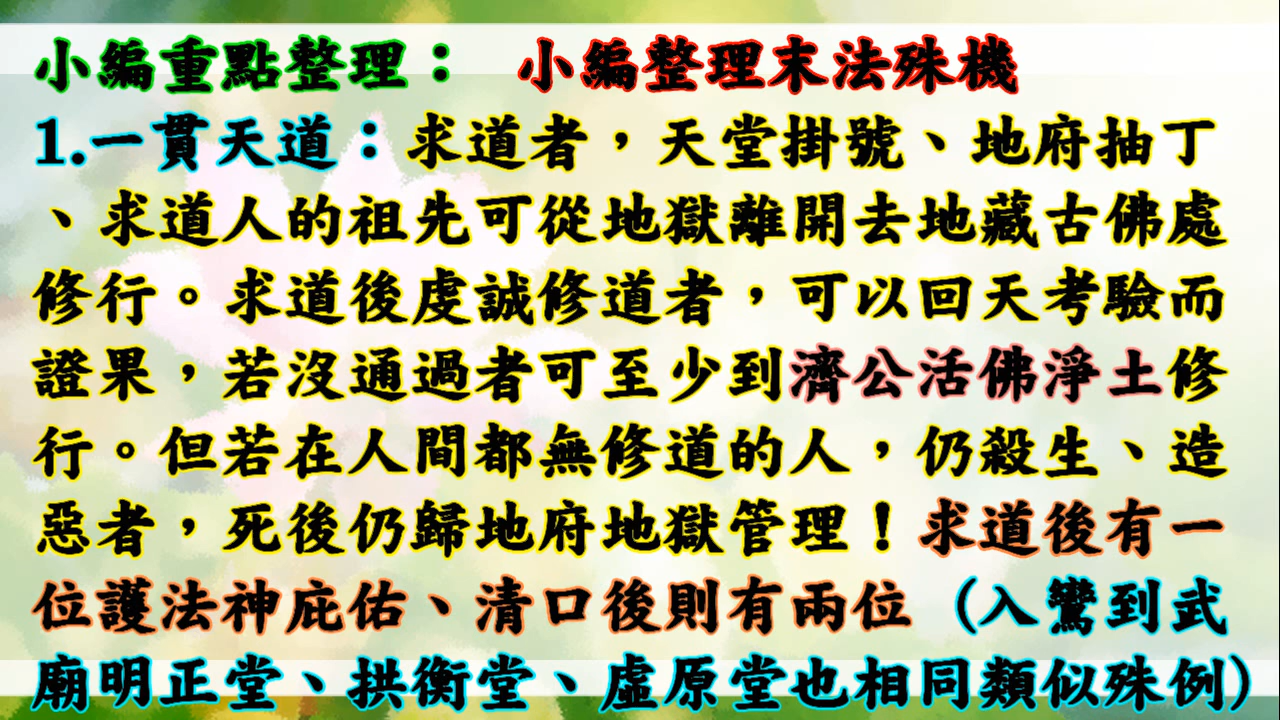 小編重點整理： 小編整理末法殊機
1.一貫天道：求道者，天堂掛號、地府抽丁
、求道人的祖先可從地獄離開去地藏古佛處
修行。求道後虔誠修道者，可以回天考驗而
證果，若沒通過者可至少到濟公活佛淨土修
行。但若在人間都無修道的人，仍殺生、造
惡者，死後仍歸地府地獄管理！求道後有一
位護法神庇佑、清口後則有兩位（入鸞到武
廟明正堂、拱衡堂、虛原堂也相同類似殊例）